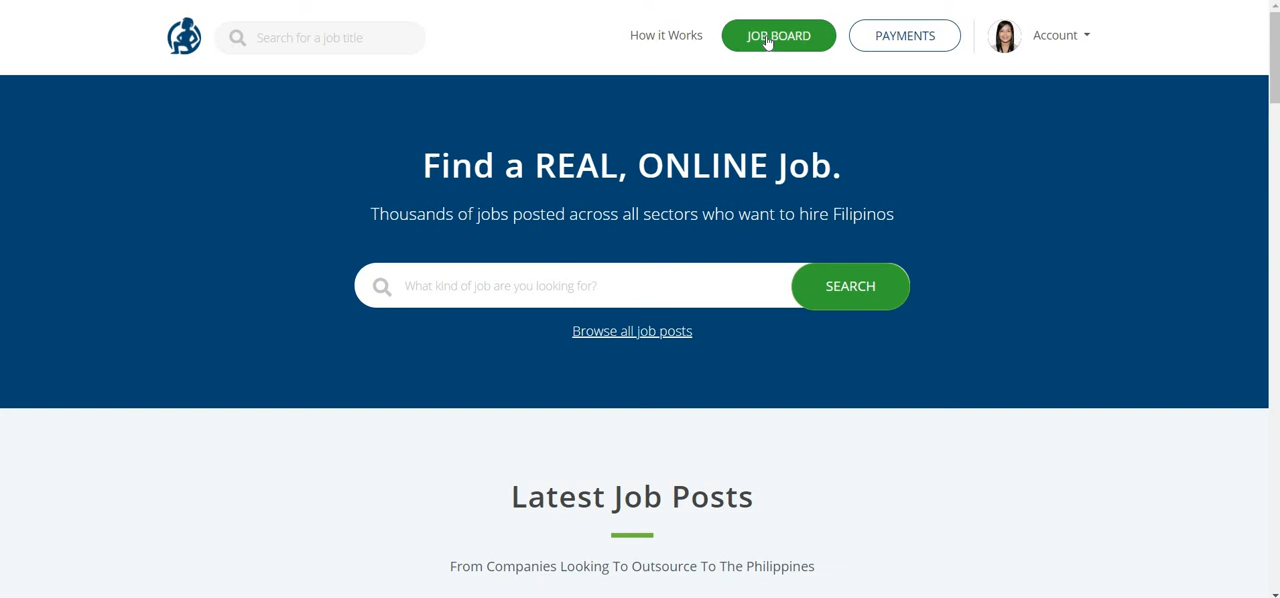 Search for a job title
How it Works
JOB BOARD
PAYMENTS
Account
Find a REAL, ONLINE Job.
Thousands of jobs posted across all sectors who want to hire Filipinos
What kind of job are you looking for?
SEARCH
Browse all job posts
Latest Job Posts
From Companies Looking To Outsource To The Philippines